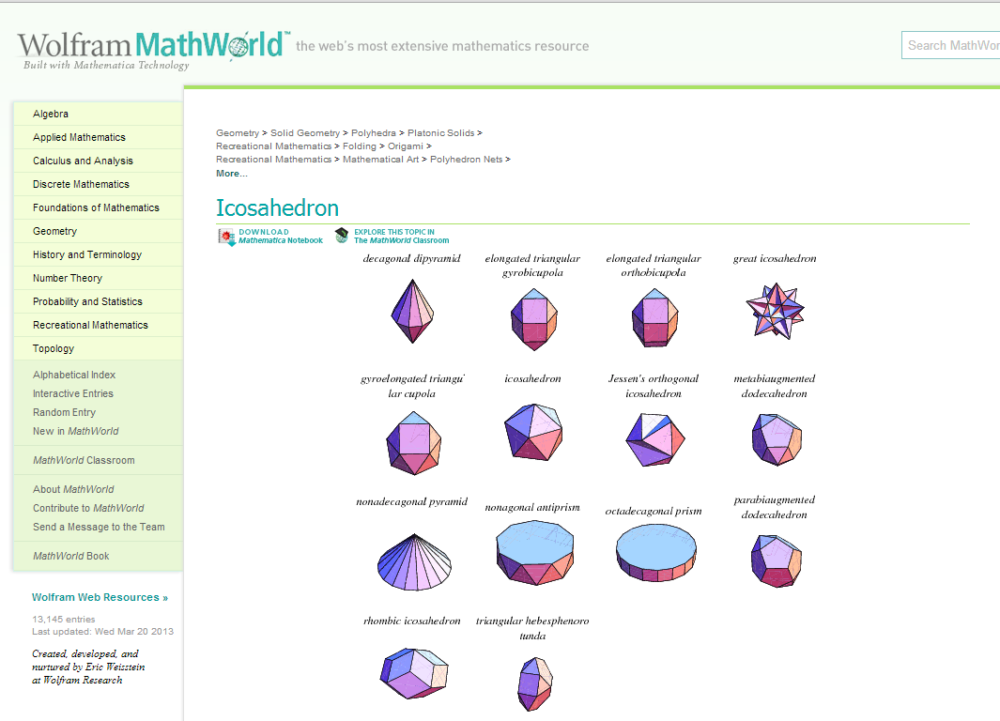 Wolfram MathWorld™ the web's most extensive mathematics resource
Built with Mathematica Technology
Search MathWor
Algebra
Applied Mathematics
Calculus and Analysis
Discrete Mathematics
Foundations of Mathematics
Geometry
History and Terminology
Number Theory
Probability and Statistics
Recreational Mathematics
Topology
Alphabetical Index
Interactive Entries
Random Entry
New in MathWorld
MathWorld Classroom
About MathWorld
Contribute to MathWorld
Send a Message to the Team
MathWorld Book
Wolfram Web Resources »
13,145 entries
Last updated: Wed Mar 20 2013
Created, developed, and
nurtured by Eric Weisstein
at Wolfram Research
Geometry > Solid Geometry > Polyhedra > Platonic Solids >
Recreational Mathematics > Folding > Origami >
Recreational Mathematics > Mathematical Art > Polyhedron Nets >
More...
Icosahedron
DOWNLOAD
Mathematica Notebook
EXPLORE THIS TOPIC IN
The MathWorld Classroom
decagonal dipyramid
elongated triangular
gyrobicupola
elongated triangular
orthobicupola
great icosahedron
gyroelongated triangu
lar cupola
icosahedron
Jessen's orthogonal
icosahedron
metabiaugmented
dodecahedron
nonadecagonal pyramid
nonagonal antiprism
octadecagonal prism
parabiaugmented
dodecahedron
rhombic icosahedron
triangular hebesphenoro
tunda